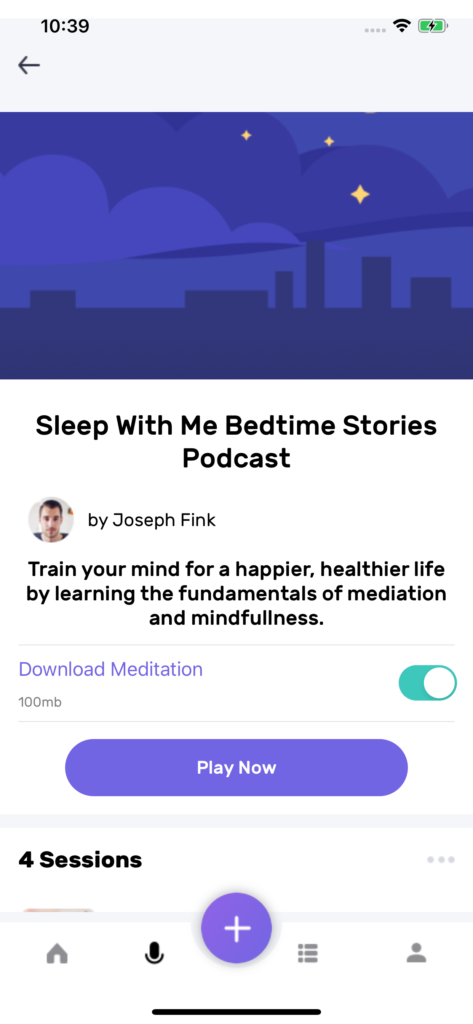 10:39
Sleep With Me Bedtime Stories
Podcast
by Joseph Fink
Train your mind for a happier, healthier life
by learning the fundamentals of mediation
and mindfullness.
Download Meditation
100mb
Play Now
4 Sessions